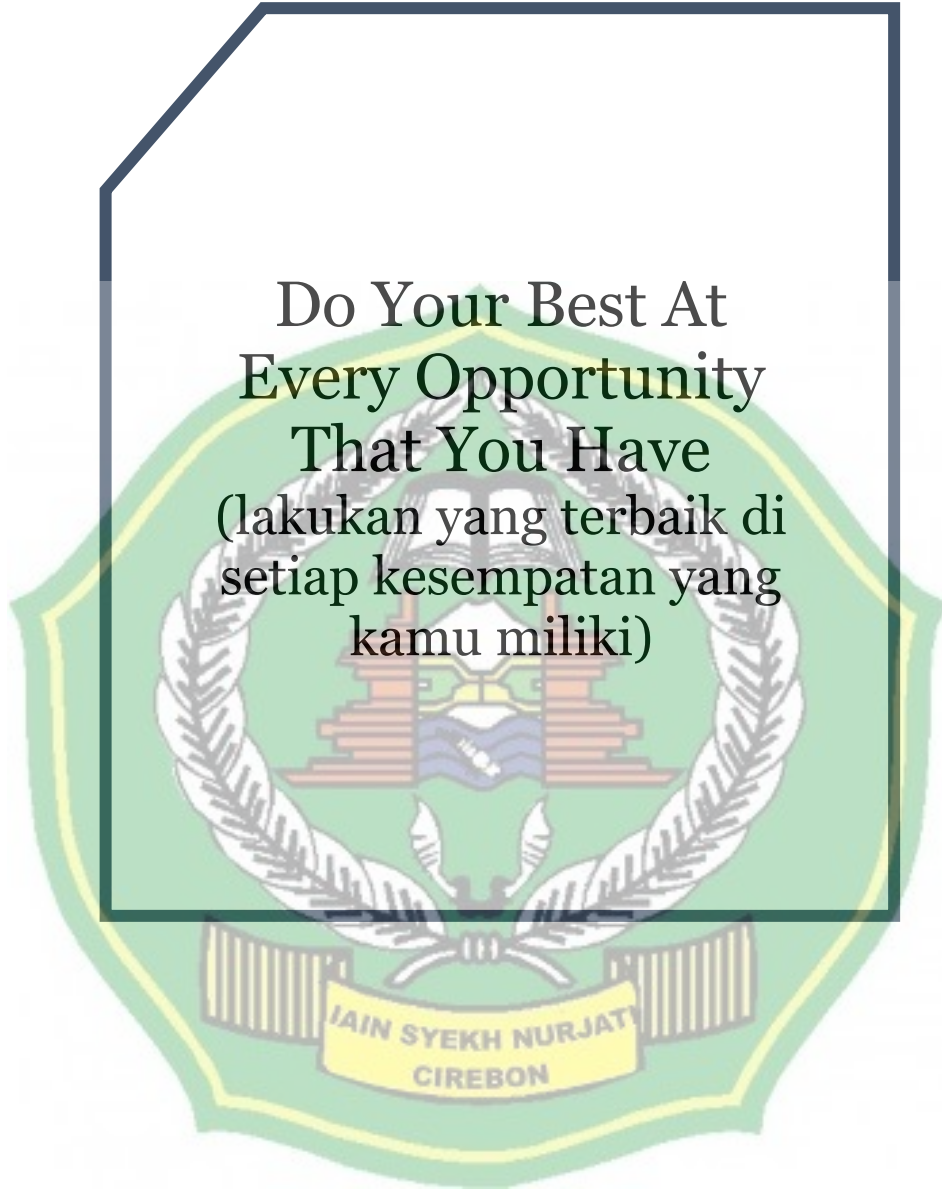 Do Your Best At
Every Opportunity
That You Have
(lakukan yang terbaik di
setiap kesempatan yang
kamu miliki)
IAIN SYEKH NURJATI
CIREBON